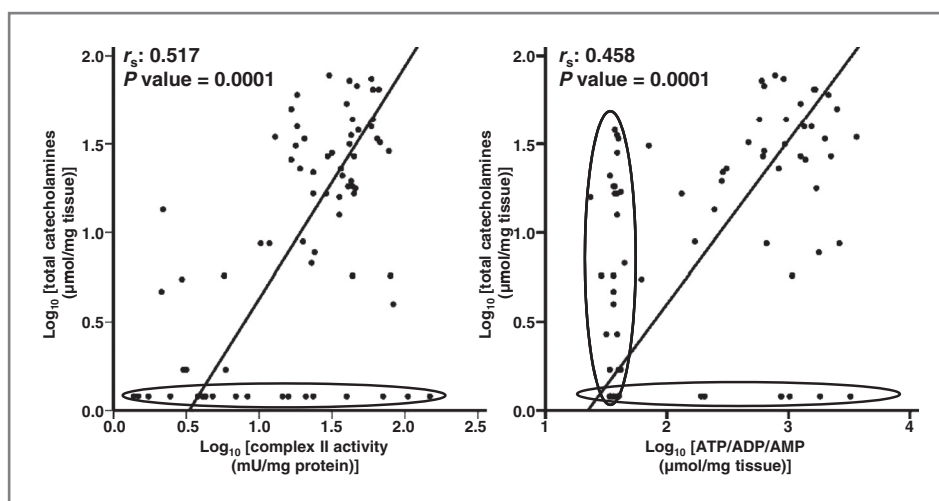 r_s: 0.517
P value = 0.0001
2.0
1.5
1.0
0.5
0.0
Log₁₀ [total catecholamines
(µmol/mg tissue)]
0.0
0.5
1.0
1.5
2.0
2.5
Log₁₀ [complex II activity
(mU/mg protein)]
r_s: 0.458
P value = 0.0001
2.0
1.5
1.0
0.5
0.0
Log₁₀ [total catecholamines
(µmol/mg tissue)]
1
2
3
4
Log₁₀ [ATP/ADP/AMP
(µmol/mg tissue)]